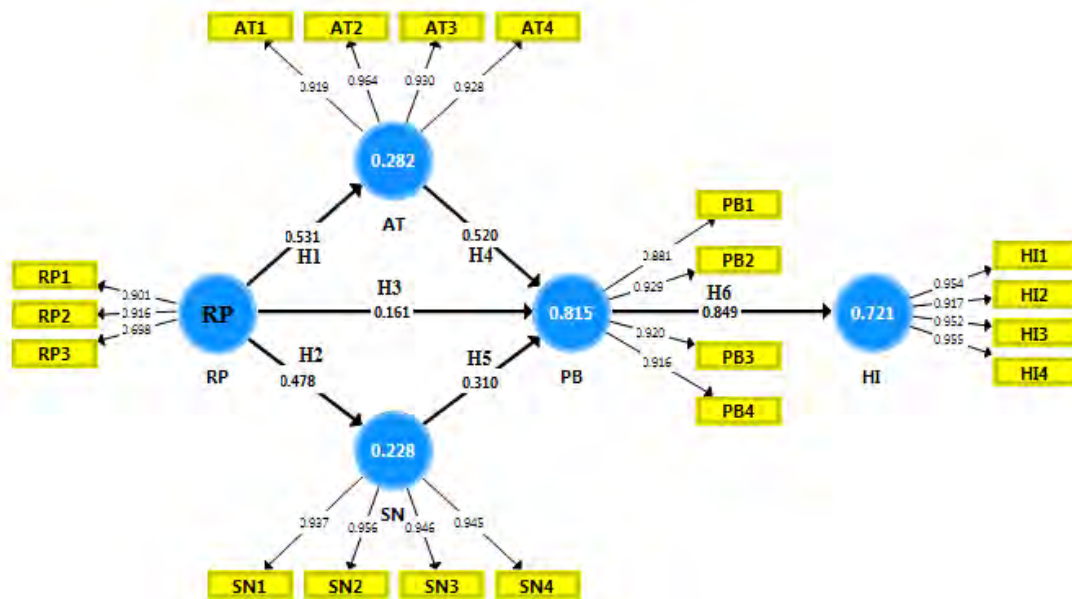 AT1 AT2 AT3 AT4
0.919 0.964 0.930 0.928
0.282
AT
0.531
H1
0.520
H4
RP1
RP2
RP3
0.901
0.916
0.698
RP
RP
H3
0.161
H2
0.478
H5
0.310
0.815
PB
PB1
PB2
PB3
PB4
0.881
0.929
0.920
0.916
H6
0.849
0.721
HI
0.954
0.917
0.952
0.955
HI1
HI2
HI3
HI4
0.228
SN
0.937 0.956 0.946 0.945
SN1 SN2 SN3 SN4